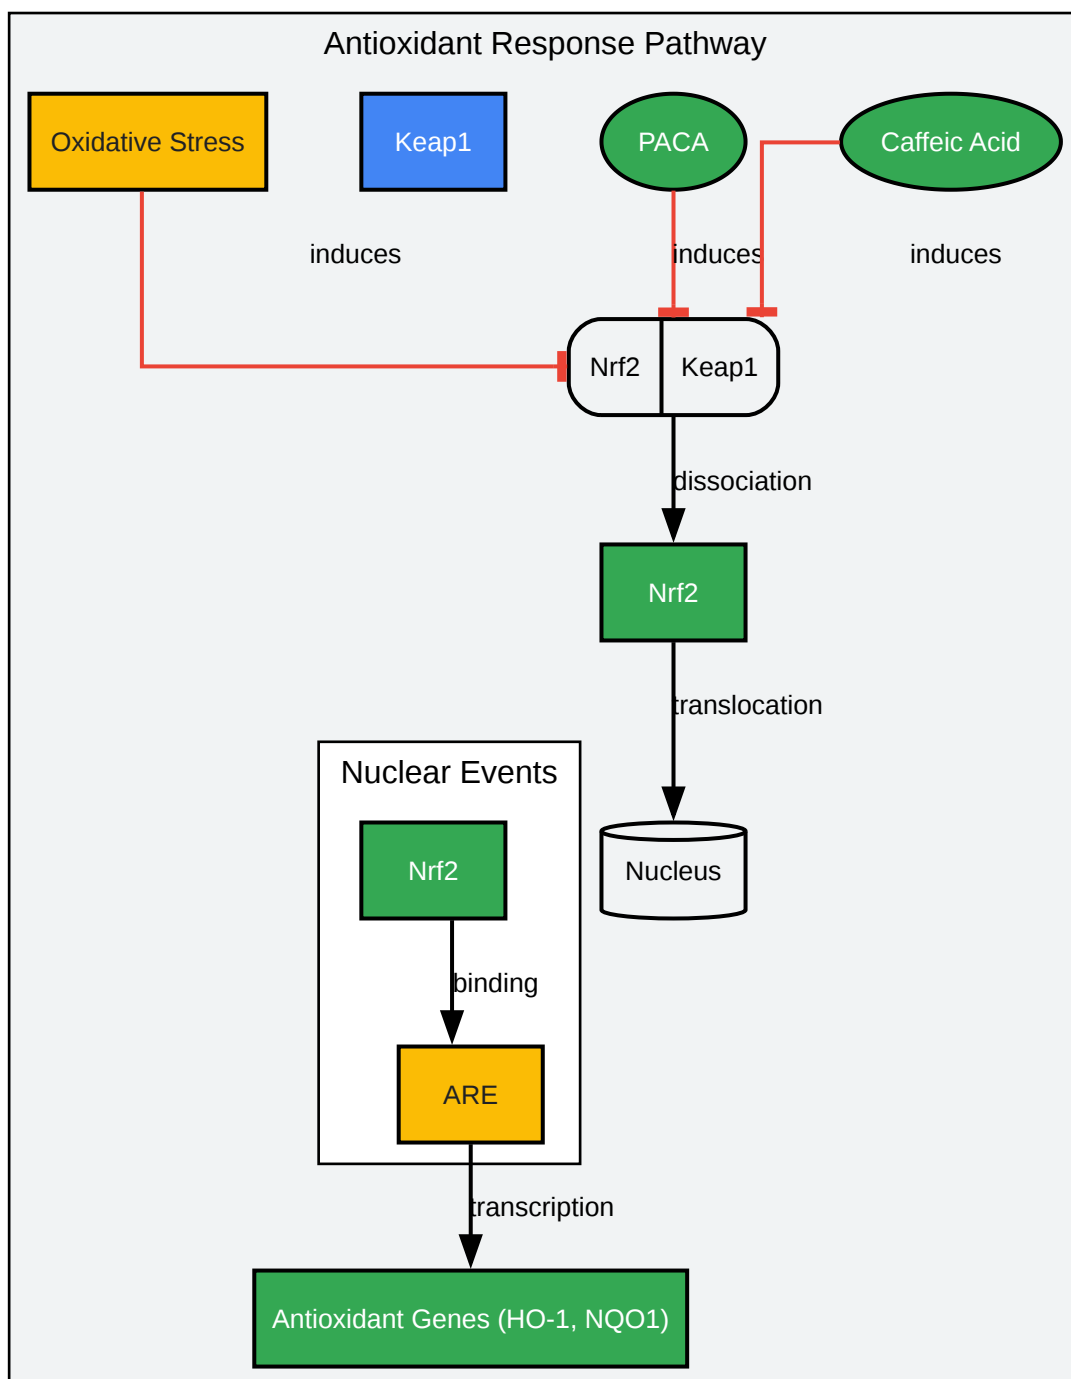 Antioxidant Response Pathway
Oxidative Stress
Keap1
PACA
Caffeic Acid
induces
induces
induces
Nrf2
Keap1
dissociation
Nrf2
translocation
Nuclear Events
Nrf2
Nucleus
binding
ARE
transcription
Antioxidant Genes (HO-1, NQO1)